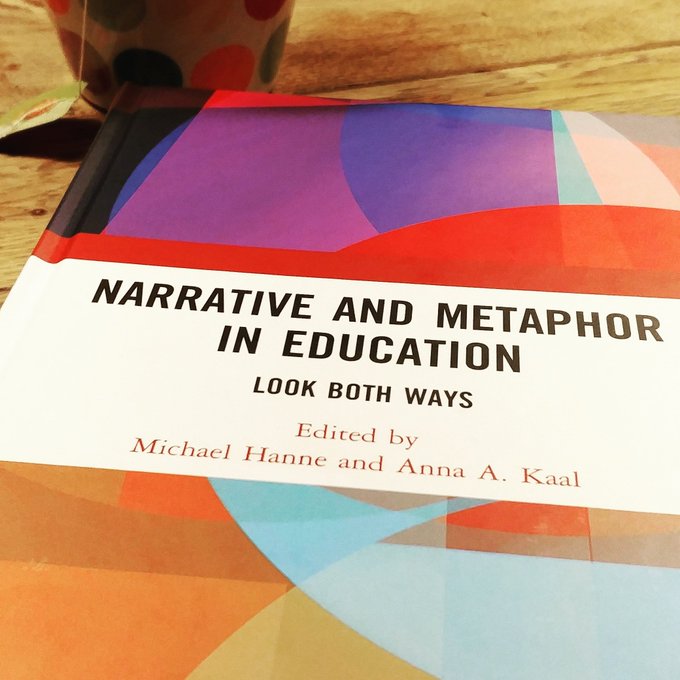 NARRATIVE AND METAPHOR
IN EDUCATION
LOOK BOTH WAYS
Edited by
Michael Hanne and Anna A. Kaal